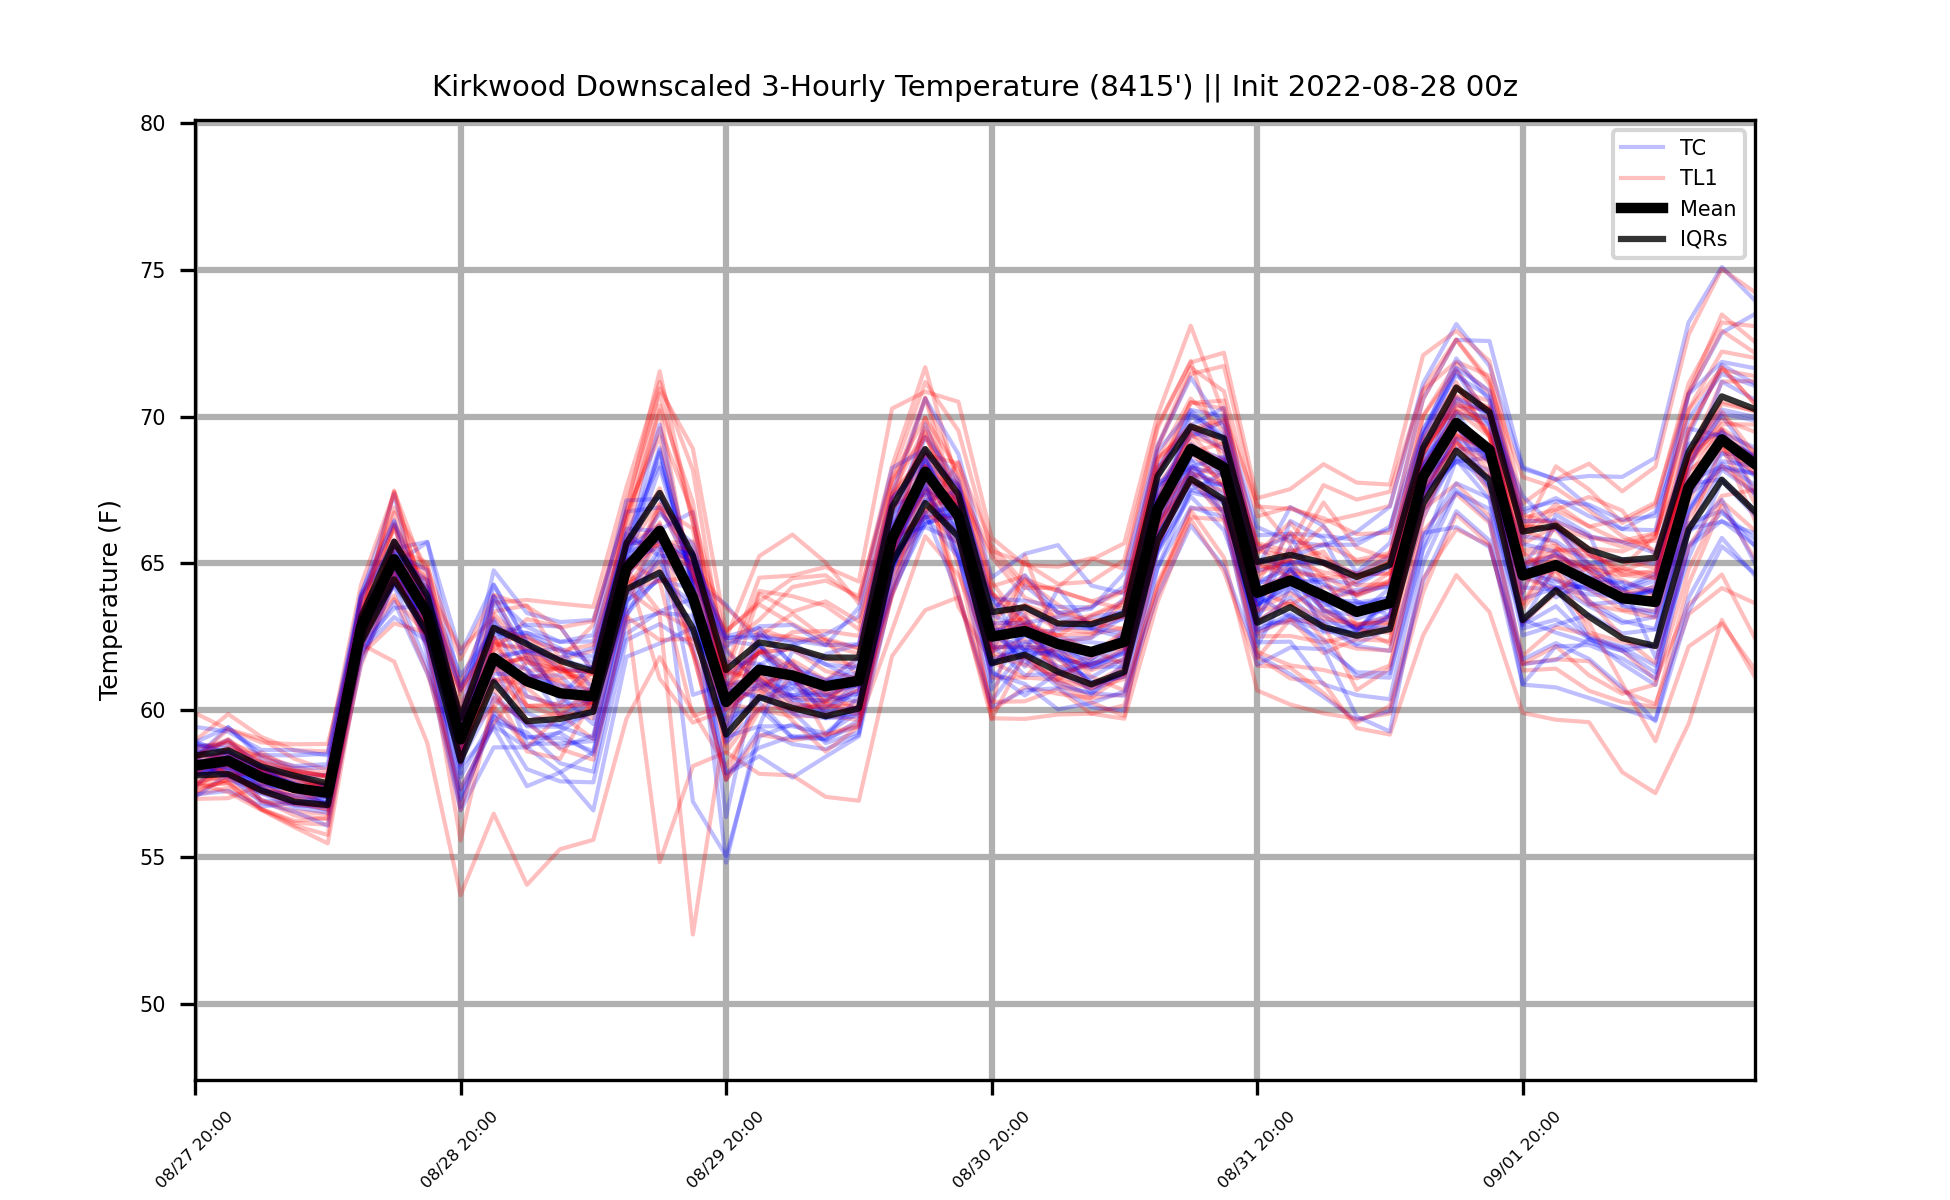 Kirkwood Downscaled 3-Hourly Temperature (8415') || Init 2022-08-28 00z
TC
TL1
Mean
IQRs
Temperature (F)
80
75
70
65
60
55
50
08/27 20:00
08/28 20:00
08/29 20:00
08/30 20:00
08/31 20:00
09/01 20:00